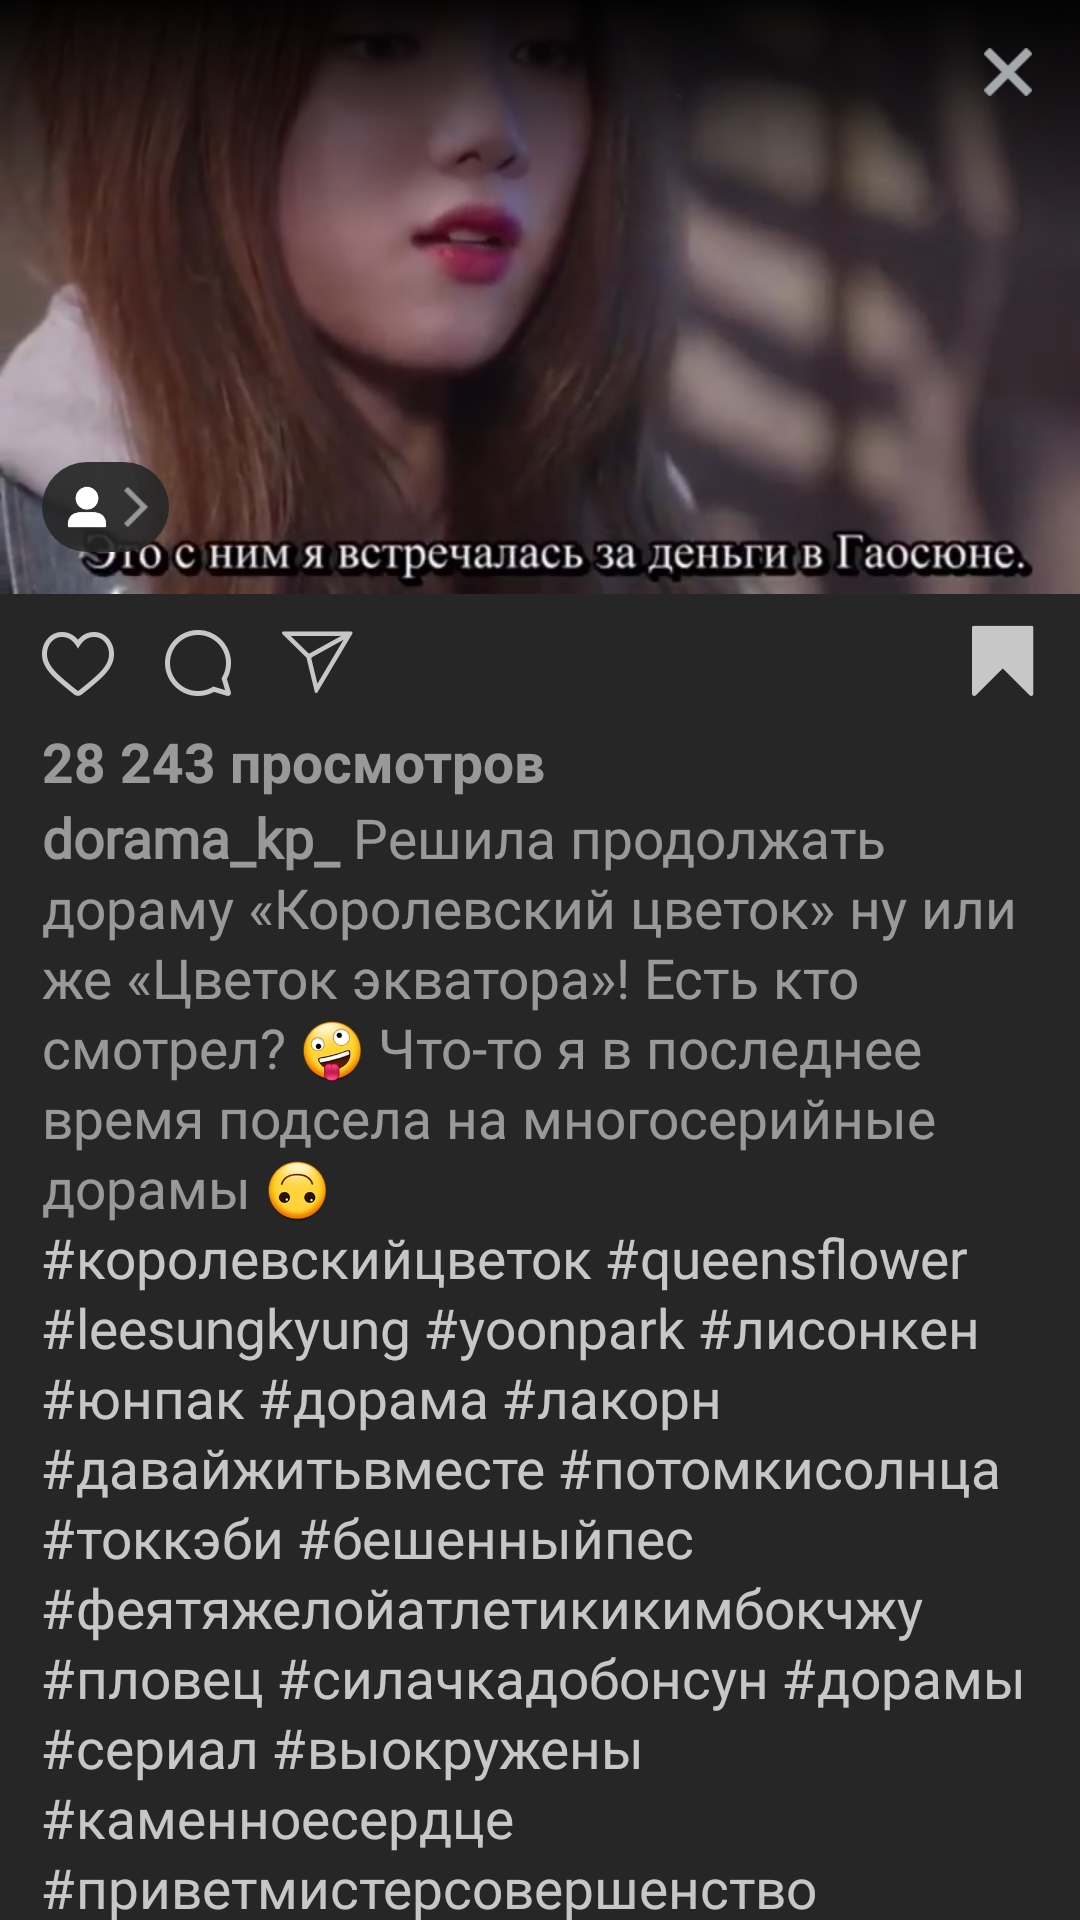 Это с ним я встречалась за деньги в Гаосюне.
28 243 просмотров
dorama_kp_ Решила продолжать
дораму «Королевский цветок» ну или
же «Цветок экватора»! Есть кто
смотрел? 🤪 Что-то я в последнее
время подсела на многосерийные
дорамы 🙃
#королевскийцветок #queensflower
#leesungkyung #yoonpark #лисонкен
#юнпак #дорама #лакорн
#давайжитьвместе #потомкисолнца
#токкэби #бешенныйпес
#феятяжелойатлетикикимбокчжу
#пловец #силачкадобонсун #дорамы
#сериал #выокружены
#каменноесердце
#приветмистерсовершенство